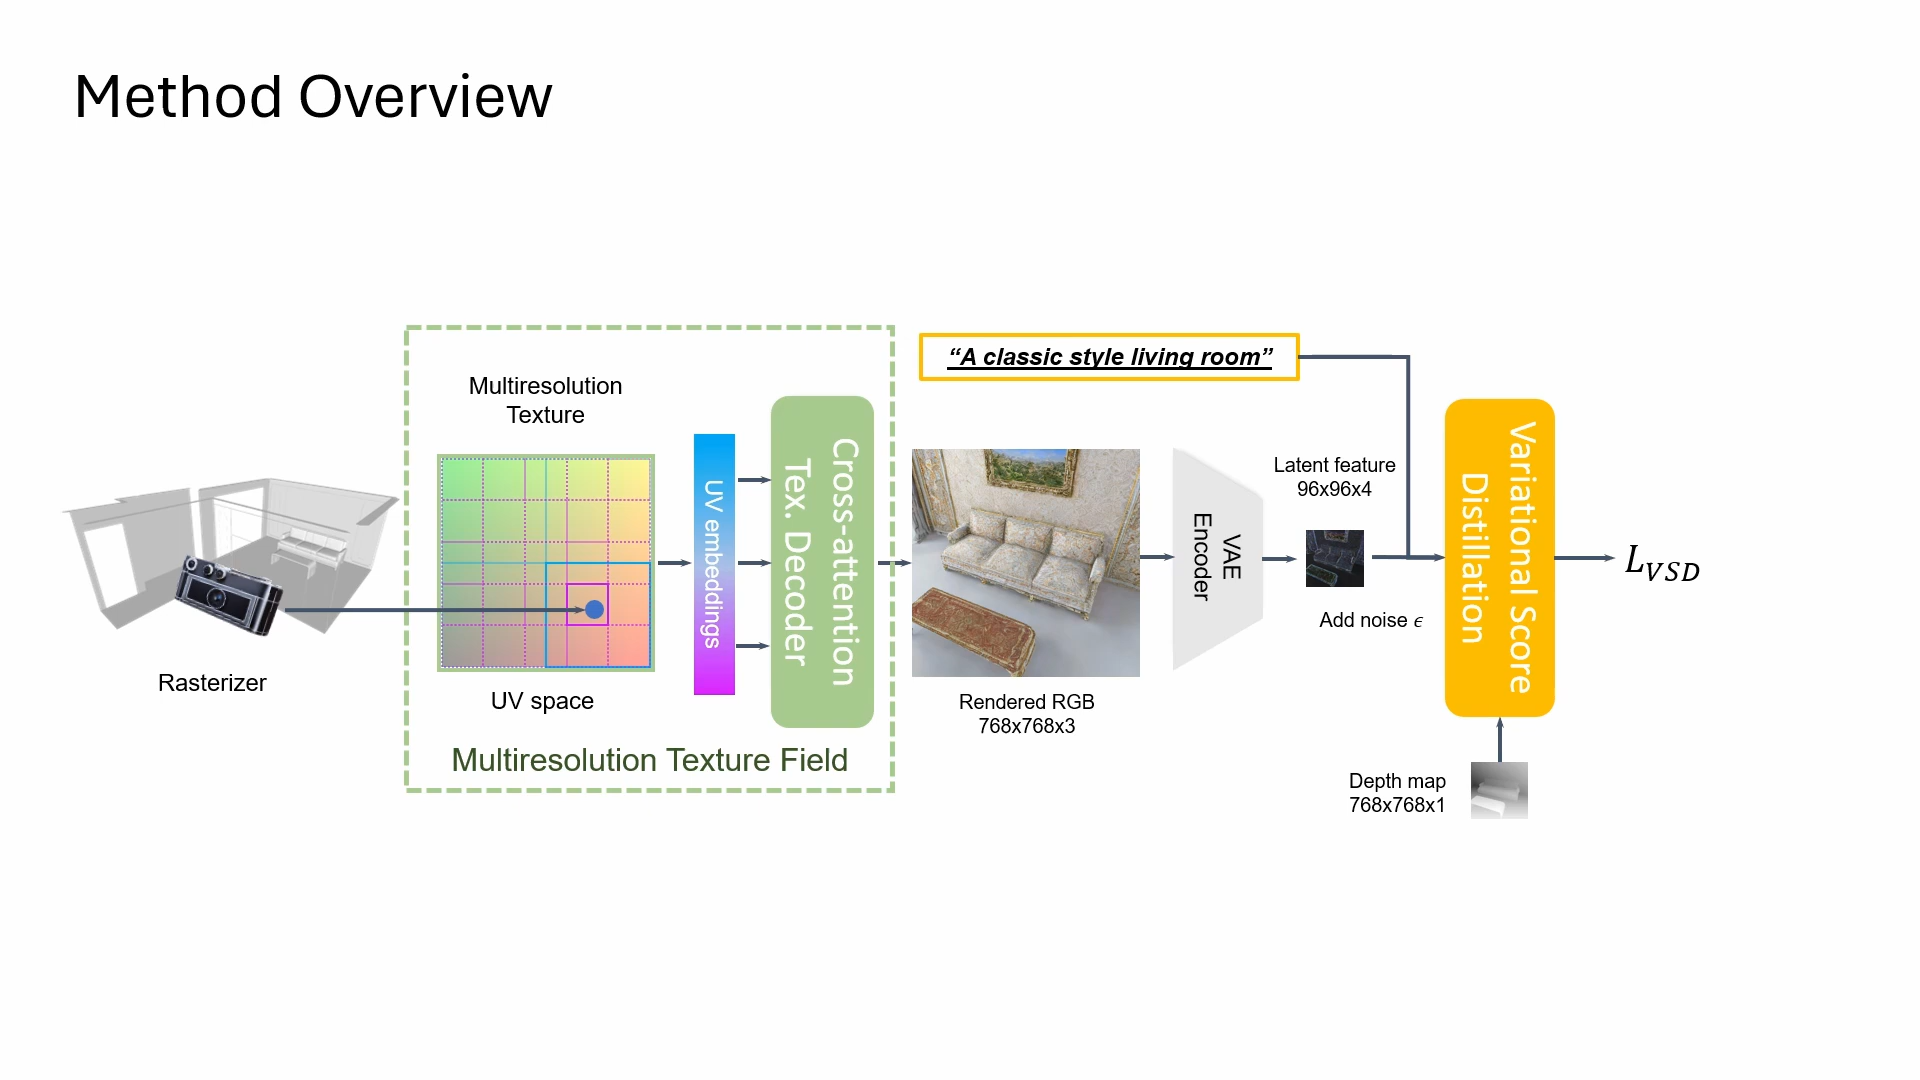 Method Overview
Rasterizer
Multiresolution
Texture
UV space
UV embeddings
Cross-attention
Tex. Decoder
Multiresolution Texture Field
“A classic style living room”
Rendered RGB
768x768x3
VAE
Encoder
Latent feature
96x96x4
Add noise ϵ
Variational Score
Distillation
Depth map
768x768x1
L_VSD